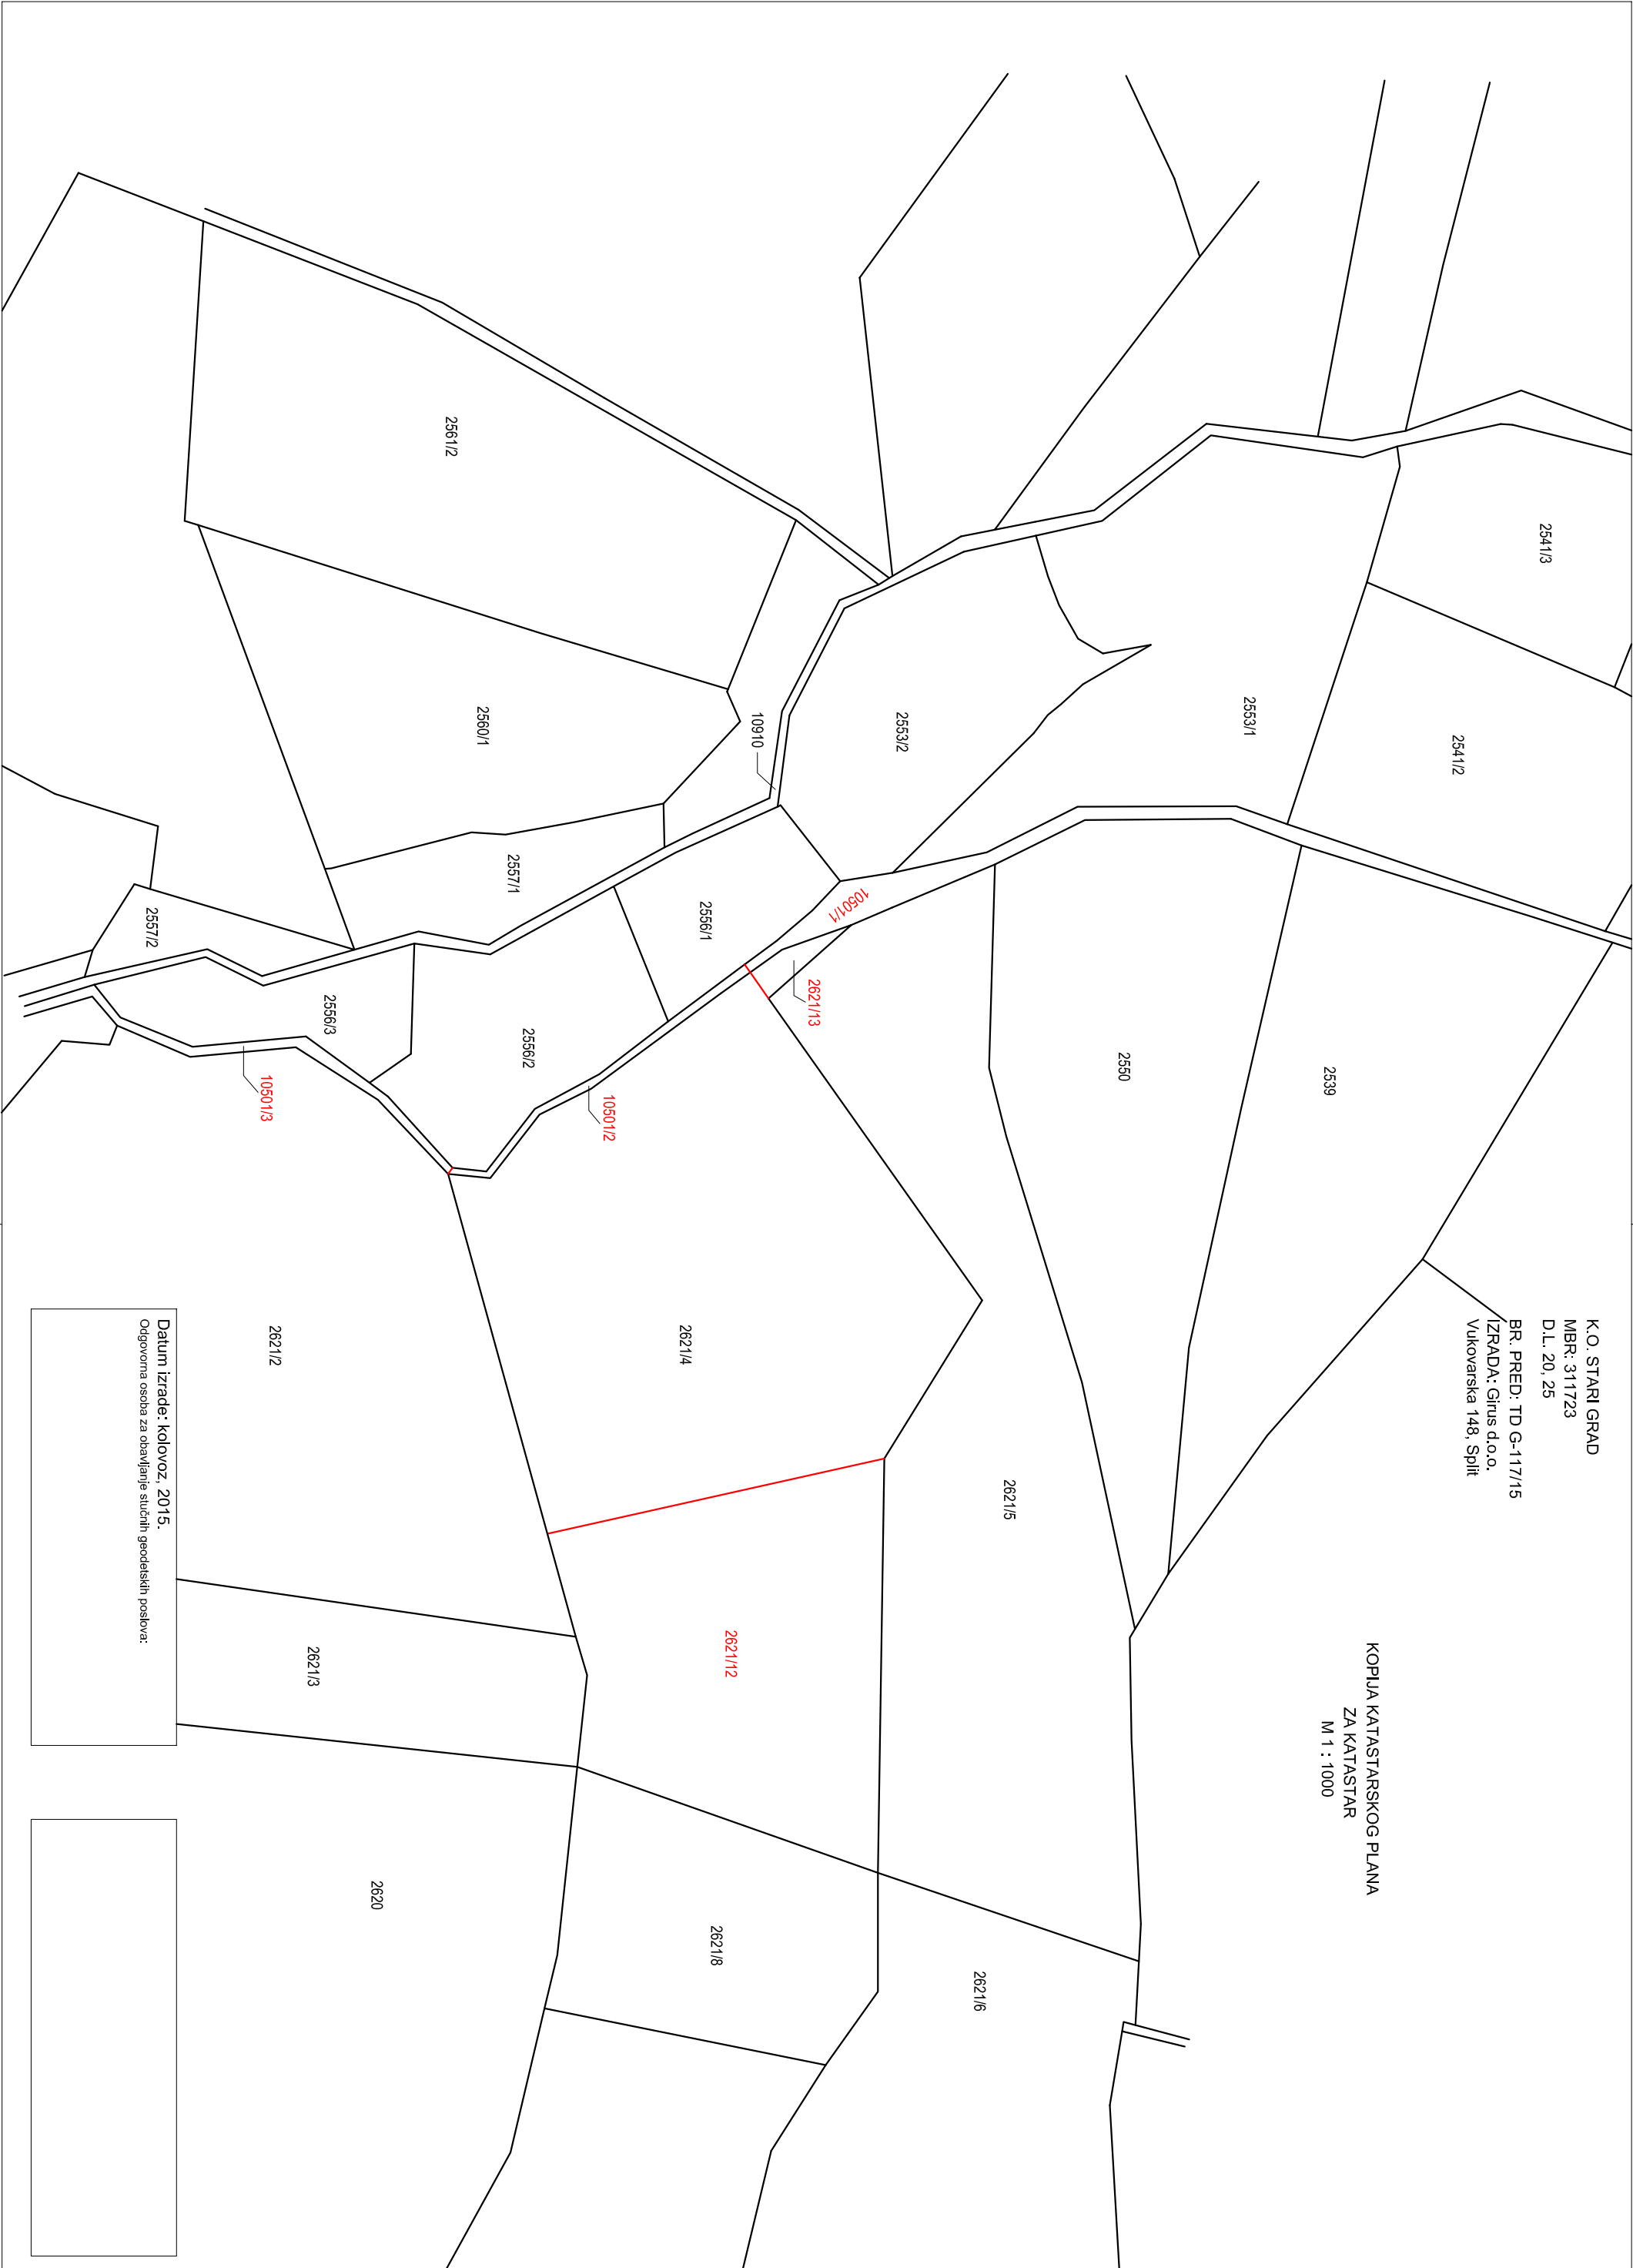 K.O. STARI GRAD
MBR: 311723
D.L. 20, 25
BR. PRED: TD G-117/15
IZRADA: Girus d.o.o.
Vukovarska 148, Split
KOPIJA KATASTARSKOG PLANA
ZA KATASTAR
M 1 : 1000
2541/3
2541/2
2539
2553/1
2550
2621/5
2621/6
2553/2
10501/1
2621/13
10910
2621/12
2621/8
2556/1
2621/4
10501/2
2556/2
2557/1
2560/1
2561/2
2620
2556/3
2621/3
2621/2
10501/3
2557/2
Datum izrade: kolovoz, 2015.
Odgovorna osoba za obavljanje stučnih geodetskih poslova: